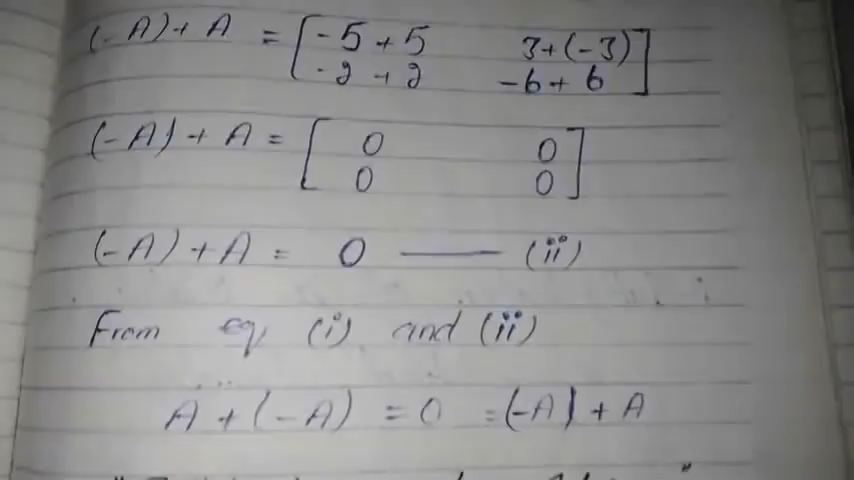 (-A)+A = [ -5+5 3+(-3) ]
[ -2+2 -6+6 ]
(-A)+A = [ 0 0 ]
[ 0 0 ]
(-A)+A = 0 —— (ii)
From eq (i) and (ii)
A+(-A) = 0 = (-A)+A